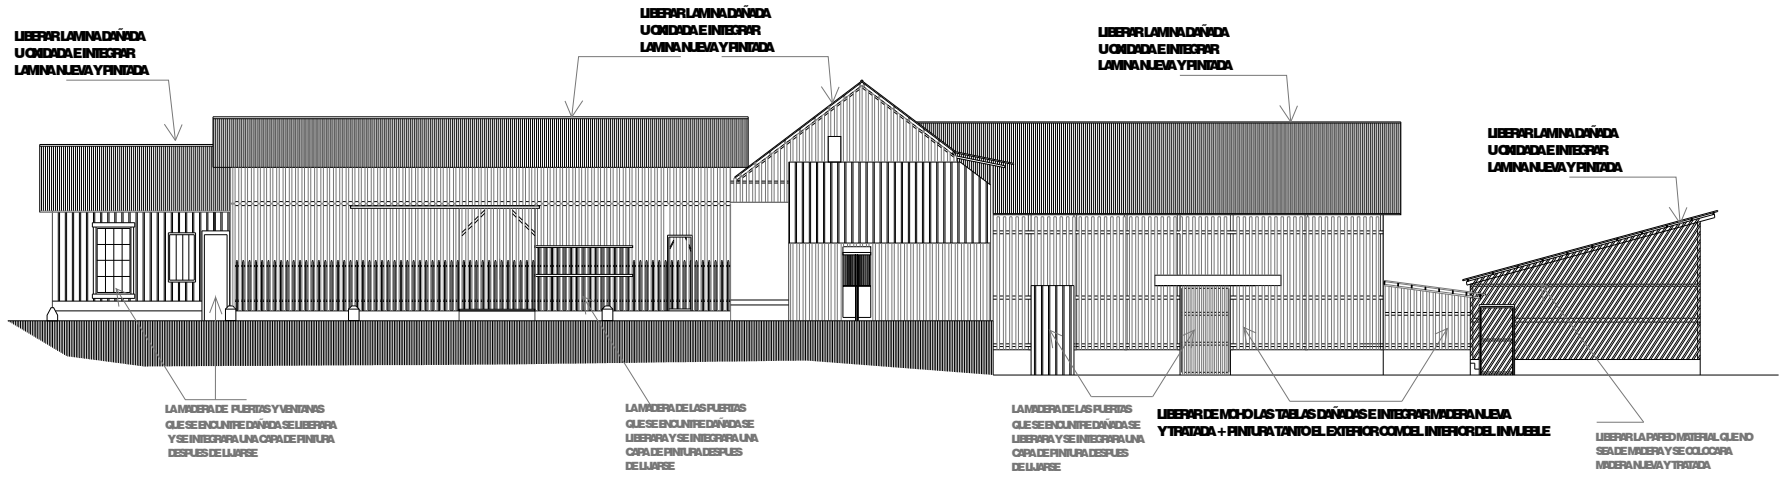 LIBERAR LAMINA DAÑADA
U OXIDADA E INTEGRAR
LAMINA NUEVA Y PINTADA
LIBERAR LAMINA DAÑADA
U OXIDADA E INTEGRAR
LAMINA NUEVA Y PINTADA
LIBERAR LAMINA DAÑADA
U OXIDADA E INTEGRAR
LAMINA NUEVA Y PINTADA
LIBERAR LAMINA DAÑADA
U OXIDADA E INTEGRAR
LAMINA NUEVA Y PINTADA
LA MADERA DE PUERTAS Y VENTANAS
QUE SE ENCUNTRE DAÑADA SE LIBERARA
Y SE INTEGRARA UNA CAPA DE PINTURA
DESPUES DE LIJARSE
LA MADERA DE LAS PUERTAS
QUE SE ENCUNTRE DAÑADA SE
LIBERARA Y SE INTEGRARA UNA
CAPA DE PINTURA DESPUES
DE LIJARSE
LA MADERA DE LAS PUERTAS
QUE SE ENCUNTRE DAÑADA SE
LIBERARA Y SE INTEGRARA UNA
CAPA DE PINTURA DESPUES
DE LIJARSE
LIBERAR DE MOHO LAS TABLAS DAÑADAS E INTEGRAR MADERA NUEVA
Y TRATADA + PINTURA TANTO EL EXTERIOR COM DEL INTERIOR DEL INMUEBLE
LIBERAR LA PARED MATERIAL QUE NO
SEA DE MADERA Y SE COLOCARA
MADERA NUEVA Y TRATADA